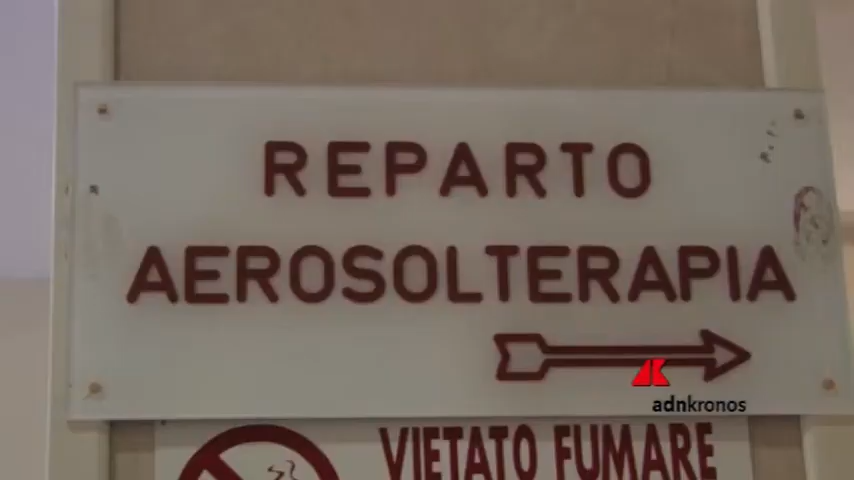 REPARTO
AEROSOLTERAPIA
adnkronos
VIETATO FUMARE